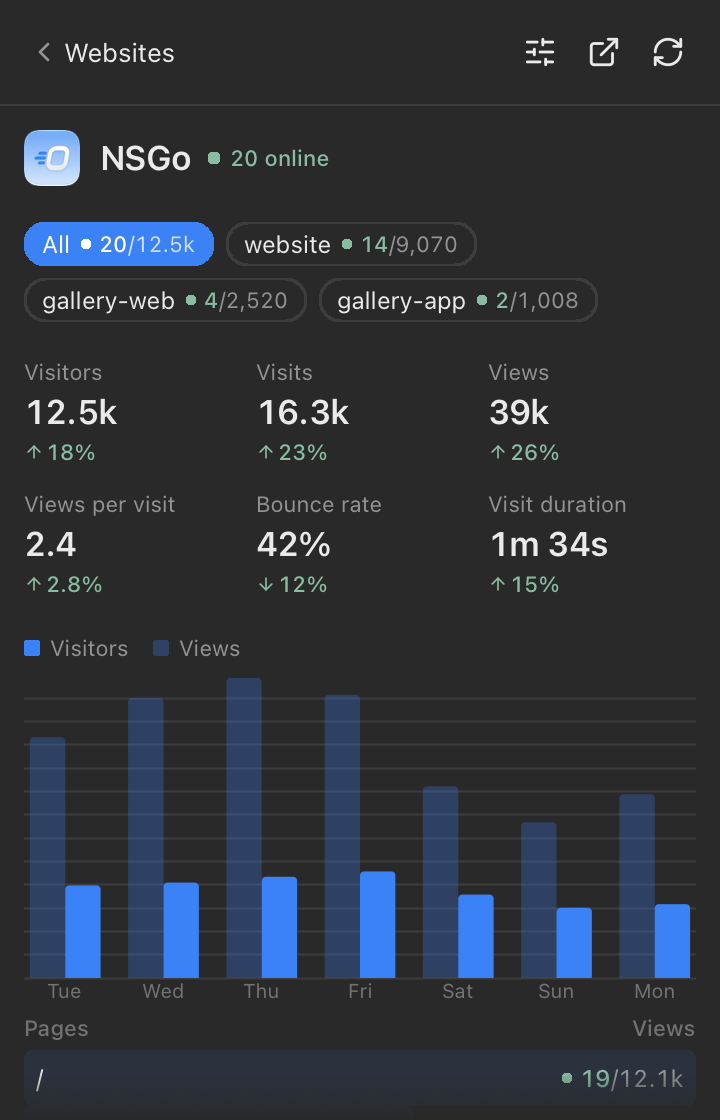 Websites
NSGo 20 online
All 20/12.5k website 14/9,070
gallery-web 4/2,520 gallery-app 2/1,008
Visitors Visits Views
12.5k 16.3k 39k
↑ 18% ↑ 23% ↑ 26%
Views per visit Bounce rate Visit duration
2.4 42% 1m 34s
↑ 2.8% ↓ 12% ↑ 15%
Visitors Views
Tue Wed Thu Fri Sat Sun Mon
Pages Views
/ 19/12.1k